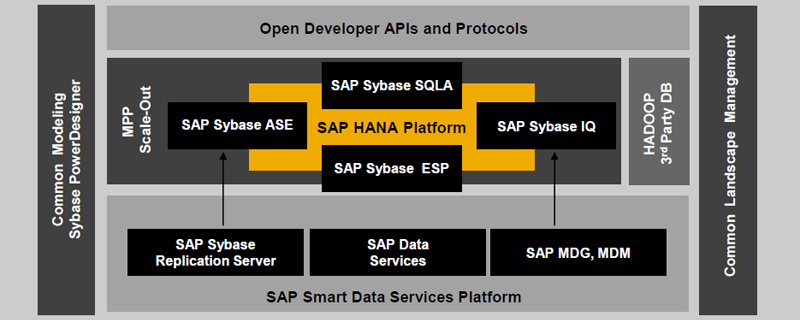 Common Modeling
Sybase PowerDesigner
Open Developer APIs and Protocols
MPP
Scale-Out
SAP Sybase SQLA
SAP Sybase ASE
SAP HANA Platform
SAP Sybase IQ
SAP Sybase ESP
HADOOP
3rd Party DB
Common Landscape Management
SAP Sybase
Replication Server
SAP Data
Services
SAP MDG, MDM
SAP Smart Data Services Platform